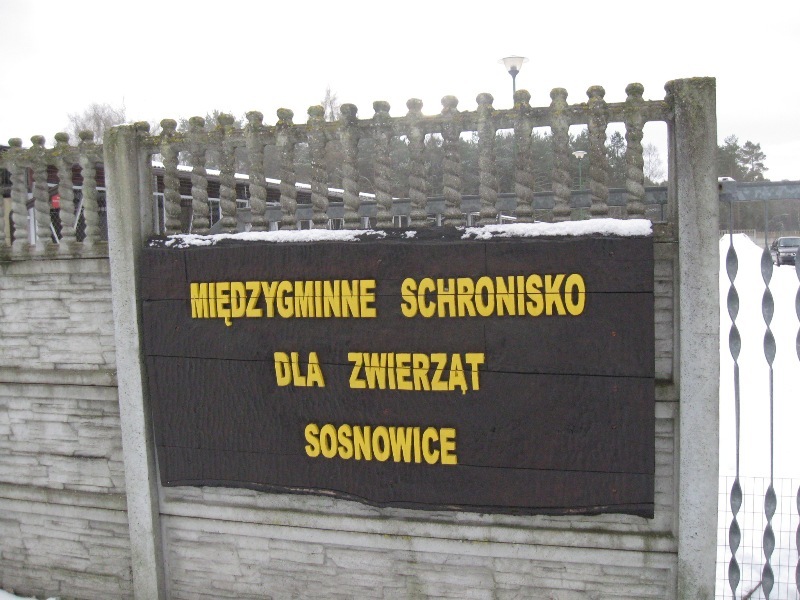 MIĘDZYGMINNE SCHRONISKO
DLA ZWIERZĄT
SOSNOWICE